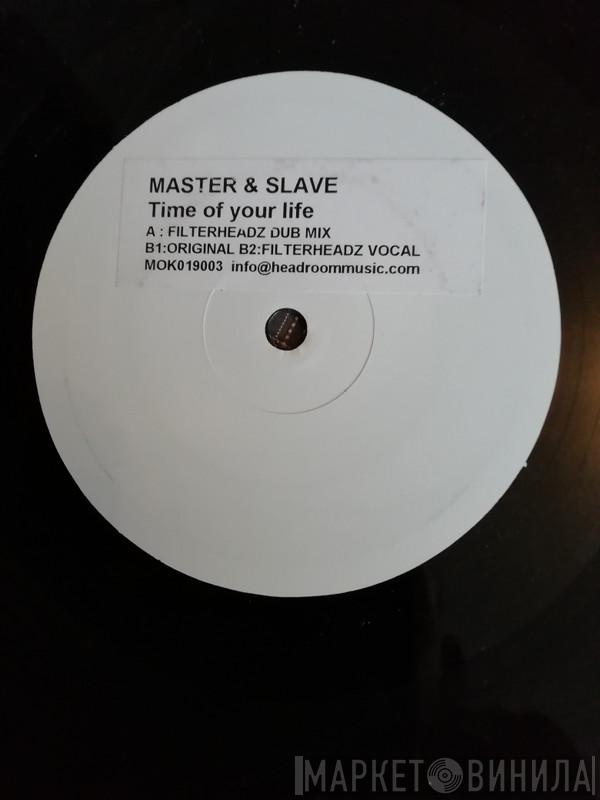 MASTER & SLAVE
Time of your life
A : FILTERHEADZ DUB MIX
B1:ORIGINAL B2:FILTERHEADZ VOCAL
MOK019003 info@headroommusic.com
МАРКЕТ ВИНИЛА